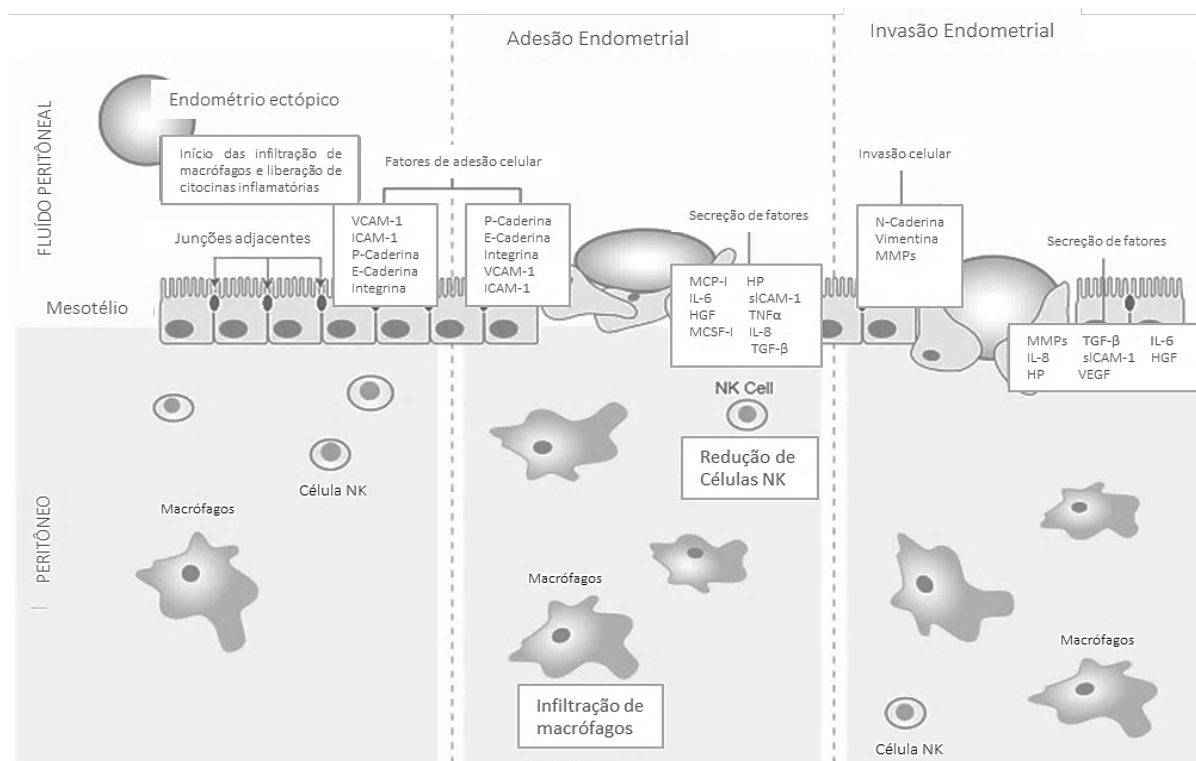 Adesão Endometrial
Invasão Endometrial
FLUÍDO PERITÔNEAL
Endométrio ectópico
Início das infiltração de
macrófagos e liberação de
citocinas inflamatórias
Fatores de adesão celular
Junções adjacentes
VCAM-1
ICAM-1
P-Caderina
E-Caderina
Integrina
P-Caderina
E-Caderina
Integrina
VCAM-1
ICAM-1
Secreção de fatores
MCP-I HP
IL-6 sICAM-1
HGF TNFα
MCSF-I IL-8
TGF-β
Invasão celular
N-Caderina
Vimentina
MMPs
Secreção de fatores
MMPs TGF-β IL-6
IL-8 sICAM-1 HGF
HP VEGF
Mesotélio
PERITÔNEO
Célula NK
Macrófagos
NK Cell
Redução de
Células NK
Macrófagos
Infiltração de
macrófagos
Macrófagos
Célula NK